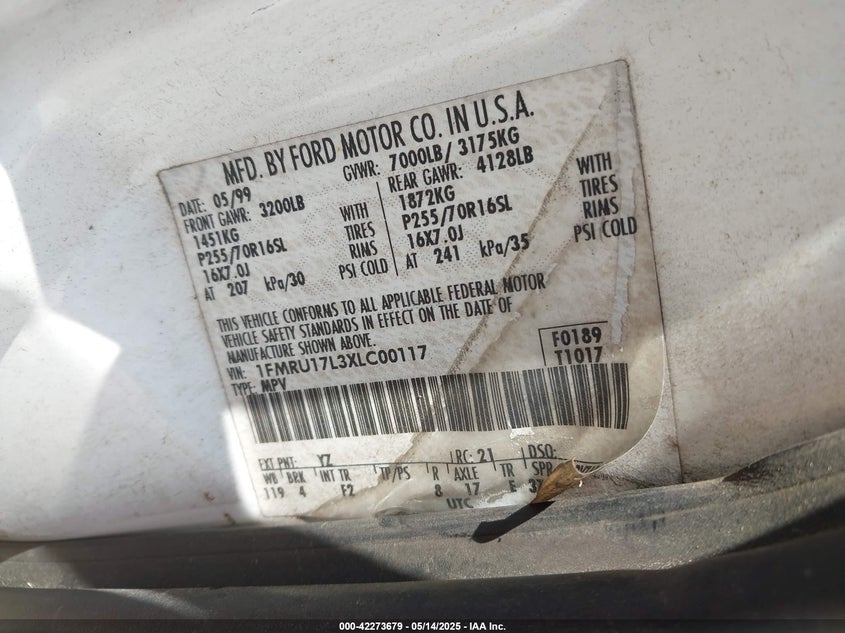 MFD. BY FORD MOTOR CO. IN U.S.A.
DATE: 05/99 GVWR: 7000LB/ 3175KG
FRONT GAWR: 3200LB REAR GAWR: 4128LB
1451KG WITH 1872KG WITH
P255/70R16SL TIRES P255/70R16SL TIRES
16X7.0J RIMS 16X7.0J RIMS
AT 207 kPa/30 PSI COLD AT 241 kPa/35 PSI COLD
THIS VEHICLE CONFORMS TO ALL APPLICABLE FEDERAL MOTOR
VEHICLE SAFETY STANDARDS IN EFFECT ON THE DATE OF
MANUFACTURE SHOWN ABOVE.
VIN: 1FMRU17L3XLC00117 F0189
TYPE: MPV T1017
EXT PNT: YZ RC: 21 DSO:
WB BRK INT TR TP/PS R AXLE TR SPR
119 4 F2 8 17 E
UTC
000-42273679 / 05/14/2025 - IAA Inc.